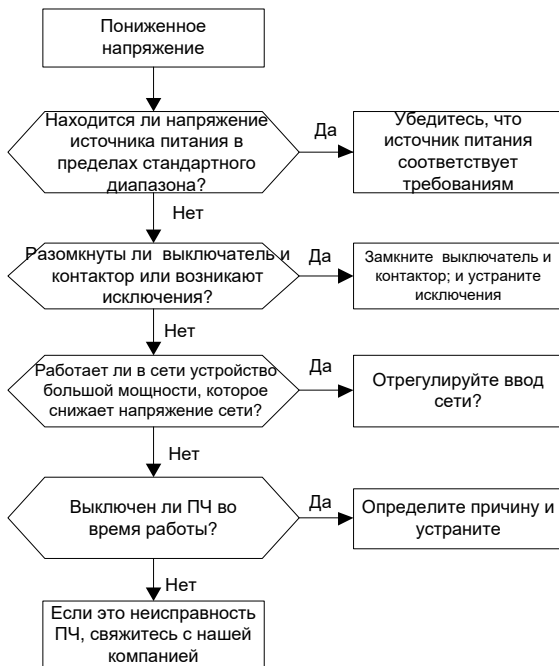 Пониженное
напряжение
Находится ли напряжение
источника питания в
пределах стандартного
диапазона?
Да
Убедитесь, что
источник питания
соответствует
требованиям
Нет
Разомкнуты ли выключатель и
контактор или возникают
исключения?
Да
Замкните выключатель и
контактор; и устраните
исключения
Нет
Работает ли в сети устройство
большой мощности, которое
снижает напряжение сети?
Да
Отрегулируйте ввод
сети?
Нет
Выключен ли ПЧ во
время работы?
Да
Определите причину и
устраните
Нет
Если это неисправность
ПЧ, свяжитесь с нашей
компанией